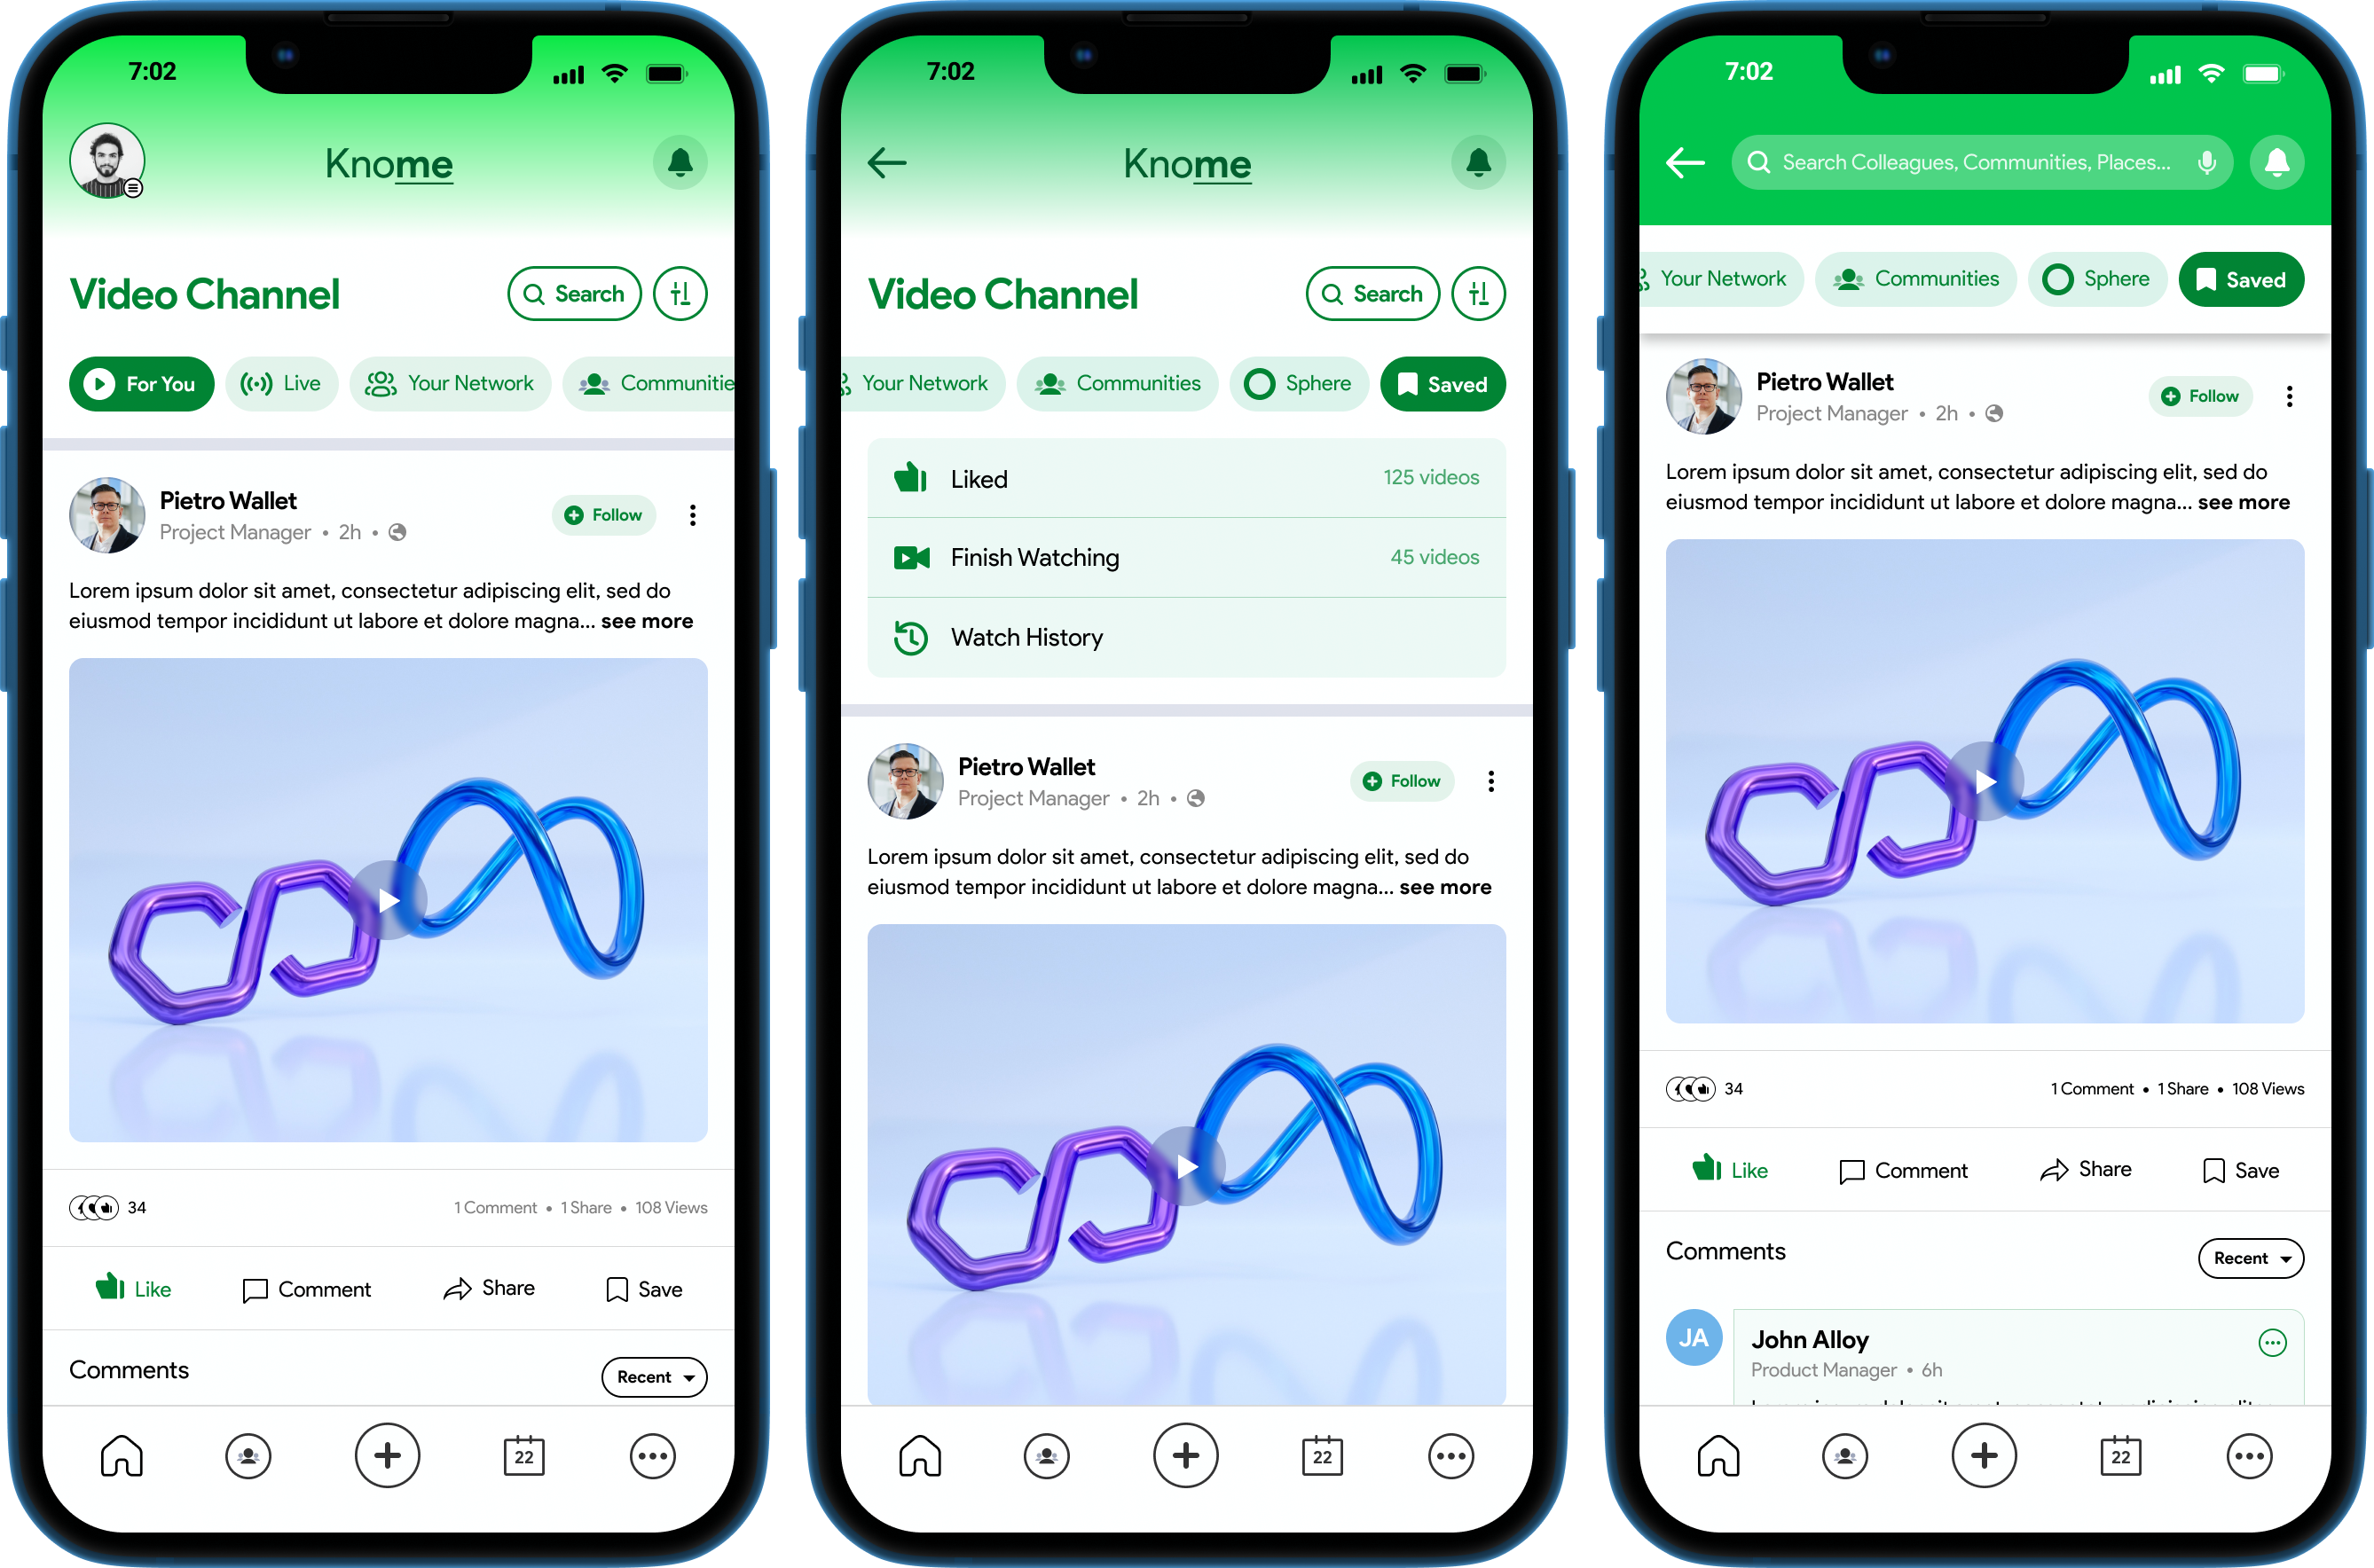 7:02
Knome
Video Channel
Search
For You
Live
Your Network
Communitie
Pietro Wallet
Project Manager • 2h •
Follow
Lorem ipsum dolor sit amet, consectetur adipiscing elit, sed do
eiusmod tempor incididunt ut labore et dolore magna... see more
34
1 Comment • 1 Share • 108 Views
Like
Comment
Share
Save
Comments
Recent
22
7:02
Knome
Video Channel
Search
Your Network
Communities
Sphere
Saved
Liked
125 videos
Finish Watching
45 videos
Watch History
Pietro Wallet
Project Manager • 2h •
Follow
Lorem ipsum dolor sit amet, consectetur adipiscing elit, sed do
eiusmod tempor incididunt ut labore et dolore magna... see more
22
7:02
Search Colleagues, Communities, Places...
Your Network
Communities
Sphere
Saved
Pietro Wallet
Project Manager • 2h •
Follow
Lorem ipsum dolor sit amet, consectetur adipiscing elit, sed do
eiusmod tempor incididunt ut labore et dolore magna... see more
34
1 Comment • 1 Share • 108 Views
Like
Comment
Share
Save
Comments
Recent
JA
John Alloy
Product Manager • 6h
22